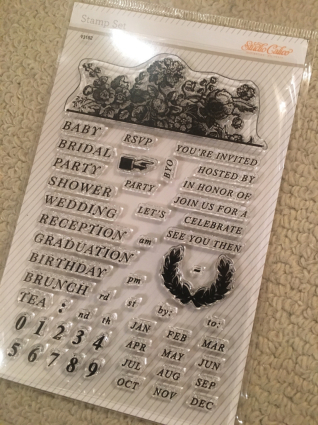 Stamp Set
Studio Calico
BABY
BRIDAL
PARTY
SHOWER
WEDDING
RECEPTION
GRADUATION
BIRTHDAY
BRUNCH
TEA
:
RSVP
BYO
PARTY
LET'S
am
pm
rd
st
nd
th
YOU'RE INVITED
HOSTED BY
IN HONOR OF
JOIN US FOR A
CELEBRATE
SEE YOU THEN
by:
to:
0 1 2 3 4
5 6 7 8 9
JAN FEB MAR
APR MAY JUN
JUL AUG SEP
OCT NOV DEC